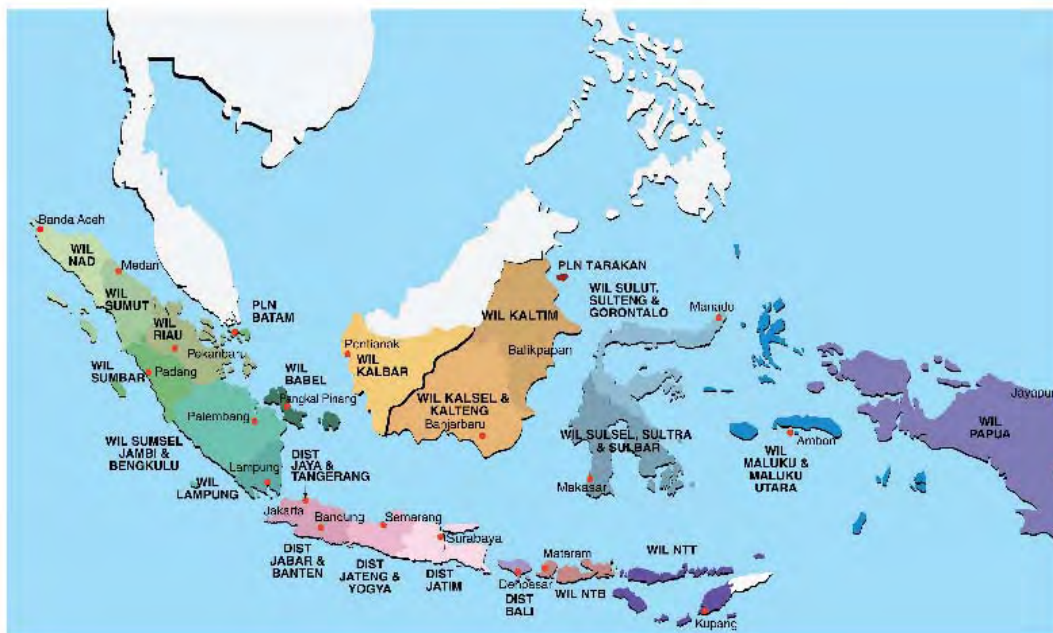 Banda Aceh
WIL
NAD
Medan
WIL
SUMUT
WIL
RIAU
Pekanbaru
PLN
BATAM
WIL
SUMBAR
Padang
WIL
BABEL
Pangkal Pinang
Palembang
WIL SUMSEL
JAMBI &
BENGKULU
Lampung
WIL
LAMPUNG
DIST
JAYA &
TANGERANG
Jakarta
Bandung
Semarang
Surabaya
DIST
JABAR &
BANTEN
DIST
JATENG &
YOGYA
DIST
JATIM
Pontianak
WIL
KALBAR
WIL KALTIM
Balikpapan
WIL KALSEL &
KALTENG
Banjarbaru
PLN TARAKAN
WIL SULUT,
SULTENG &
GORONTALO
Manado
WIL SULSEL, SULTRA
& SULBAR
Makasar
Ambon
WIL
MALUKU &
MALUKU
UTARA
Jayapura
WIL
PAPUA
Denpasar
DIST
BALI
Mataram
WIL NTB
WIL NTT
Kupang